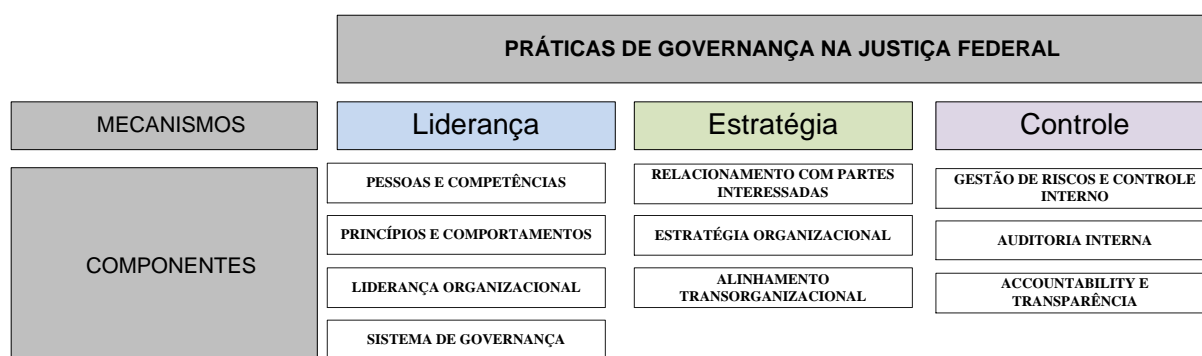 PRÁTICAS DE GOVERNANÇA NA JUSTIÇA FEDERAL
MECANISMOS
Liderança
Estratégia
Controle
COMPONENTES
PESSOAS E COMPETÊNCIAS
PRINCÍPIOS E COMPORTAMENTOS
LIDERANÇA ORGANIZACIONAL
SISTEMA DE GOVERNANÇA
RELACIONAMENTO COM PARTES
INTERESSADAS
ESTRATÉGIA ORGANIZACIONAL
ALINHAMENTO
TRANSORGANIZACIONAL
GESTÃO DE RISCOS E CONTROLE
INTERNO
AUDITORIA INTERNA
ACCOUNTABILITY E
TRANSPARÊNCIA